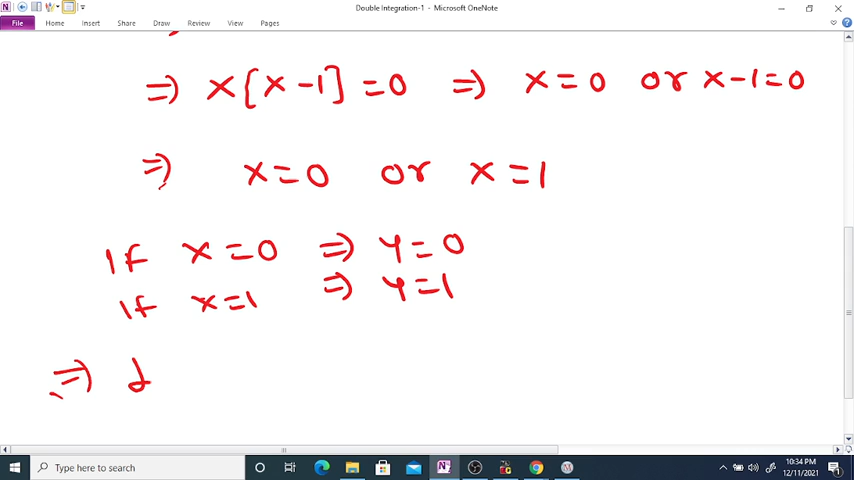 Double Integration-1 - Microsoft OneNote
File Home Insert Share Draw History Review View Pages
⇒ x[x-1] = 0 ⇒ x = 0 or x-1=0
⇒ x = 0 or x = 1
If x = 0 ⇒ y = 0
If x = 1 ⇒ y = 1
⇒
Type here to search
10:34 PM
12/11/2021